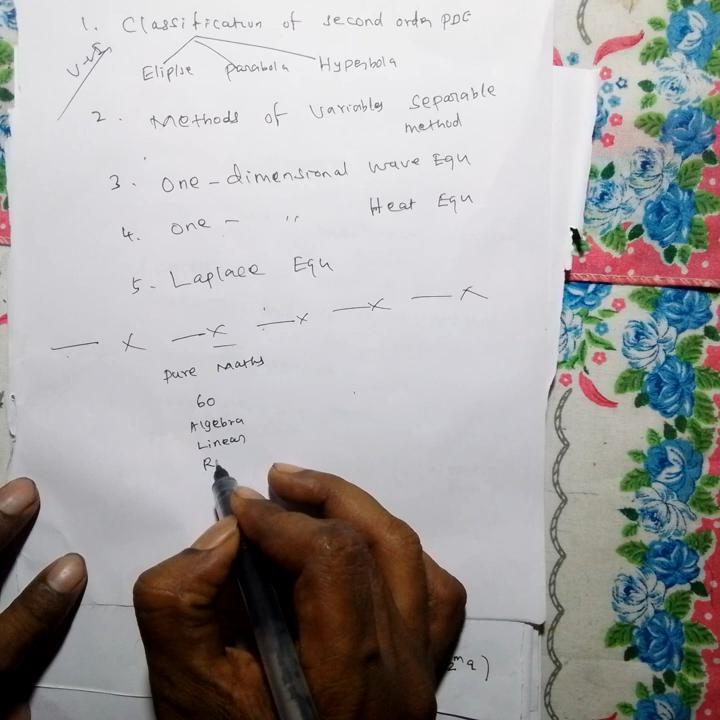 1. Classification of second order PDE
Eliplse parabola Hyperbola
2. Methods of variables separable
method
3. One - dimensional wave Equ
4. One - " Heat Equ
5. Laplace Equ
— x — x — x — x — x
pure Maths
60
Algebra
Linear
R